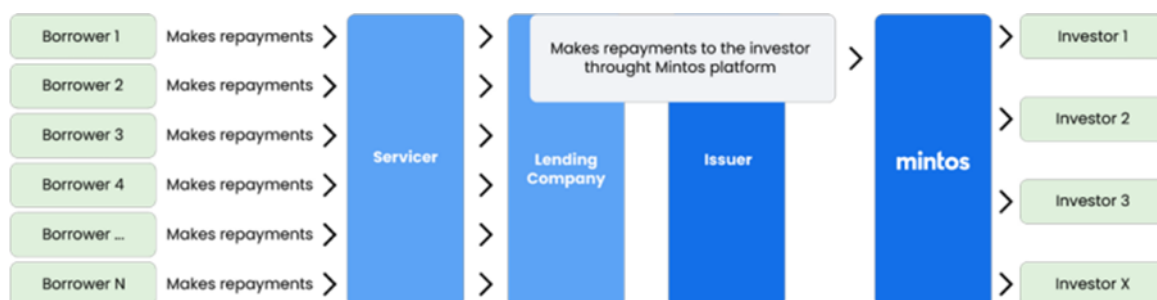 Borrower 1
Makes repayments
Borrower 2
Makes repayments
Borrower 3
Makes repayments
Borrower 4
Makes repayments
Borrower ...
Makes repayments
Borrower N
Makes repayments
Servicer
Lending
Company
Makes repayments to the investor
throught Mintos platform
Issuer
mintos
Investor 1
Investor 2
Investor 3
Investor X